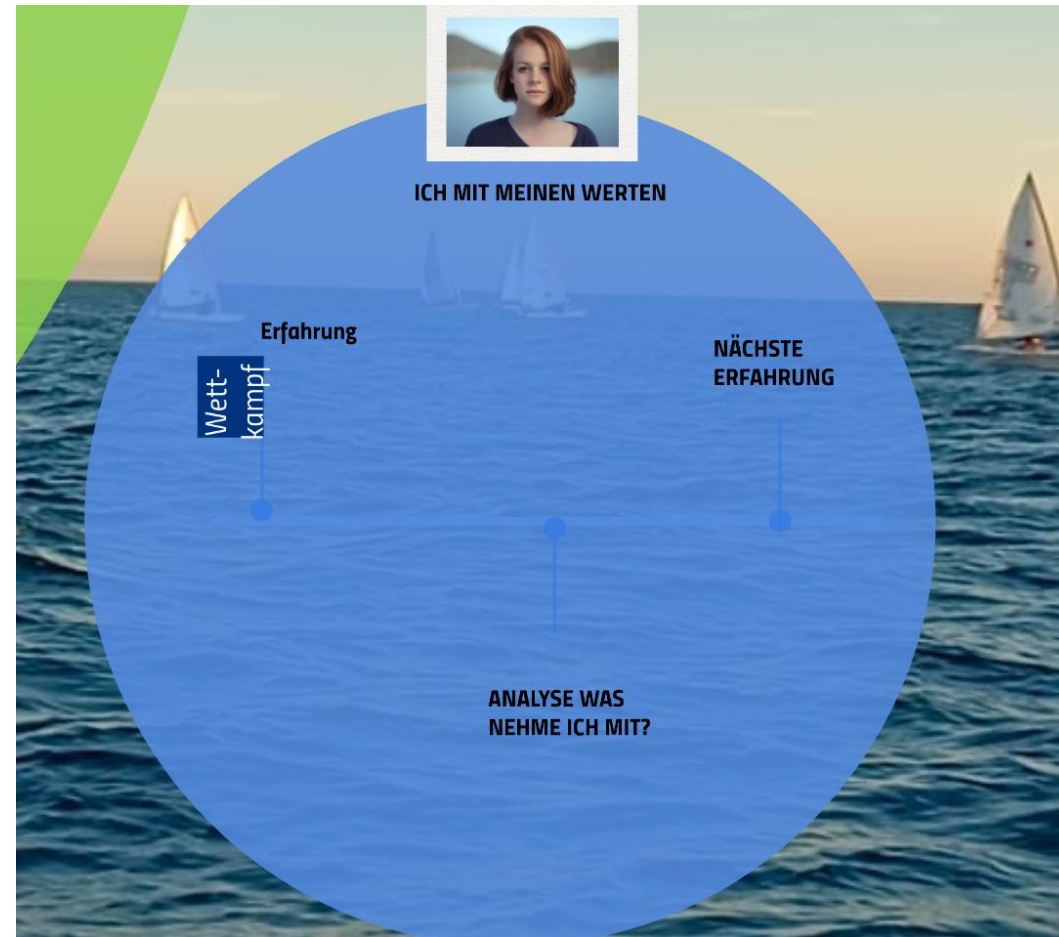 ICH MIT MEINEN WERTEN
Erfahrung
Wett-
kampf
NÄCHSTE
ERFAHRUNG
ANALYSE WAS
NEHME ICH MIT?